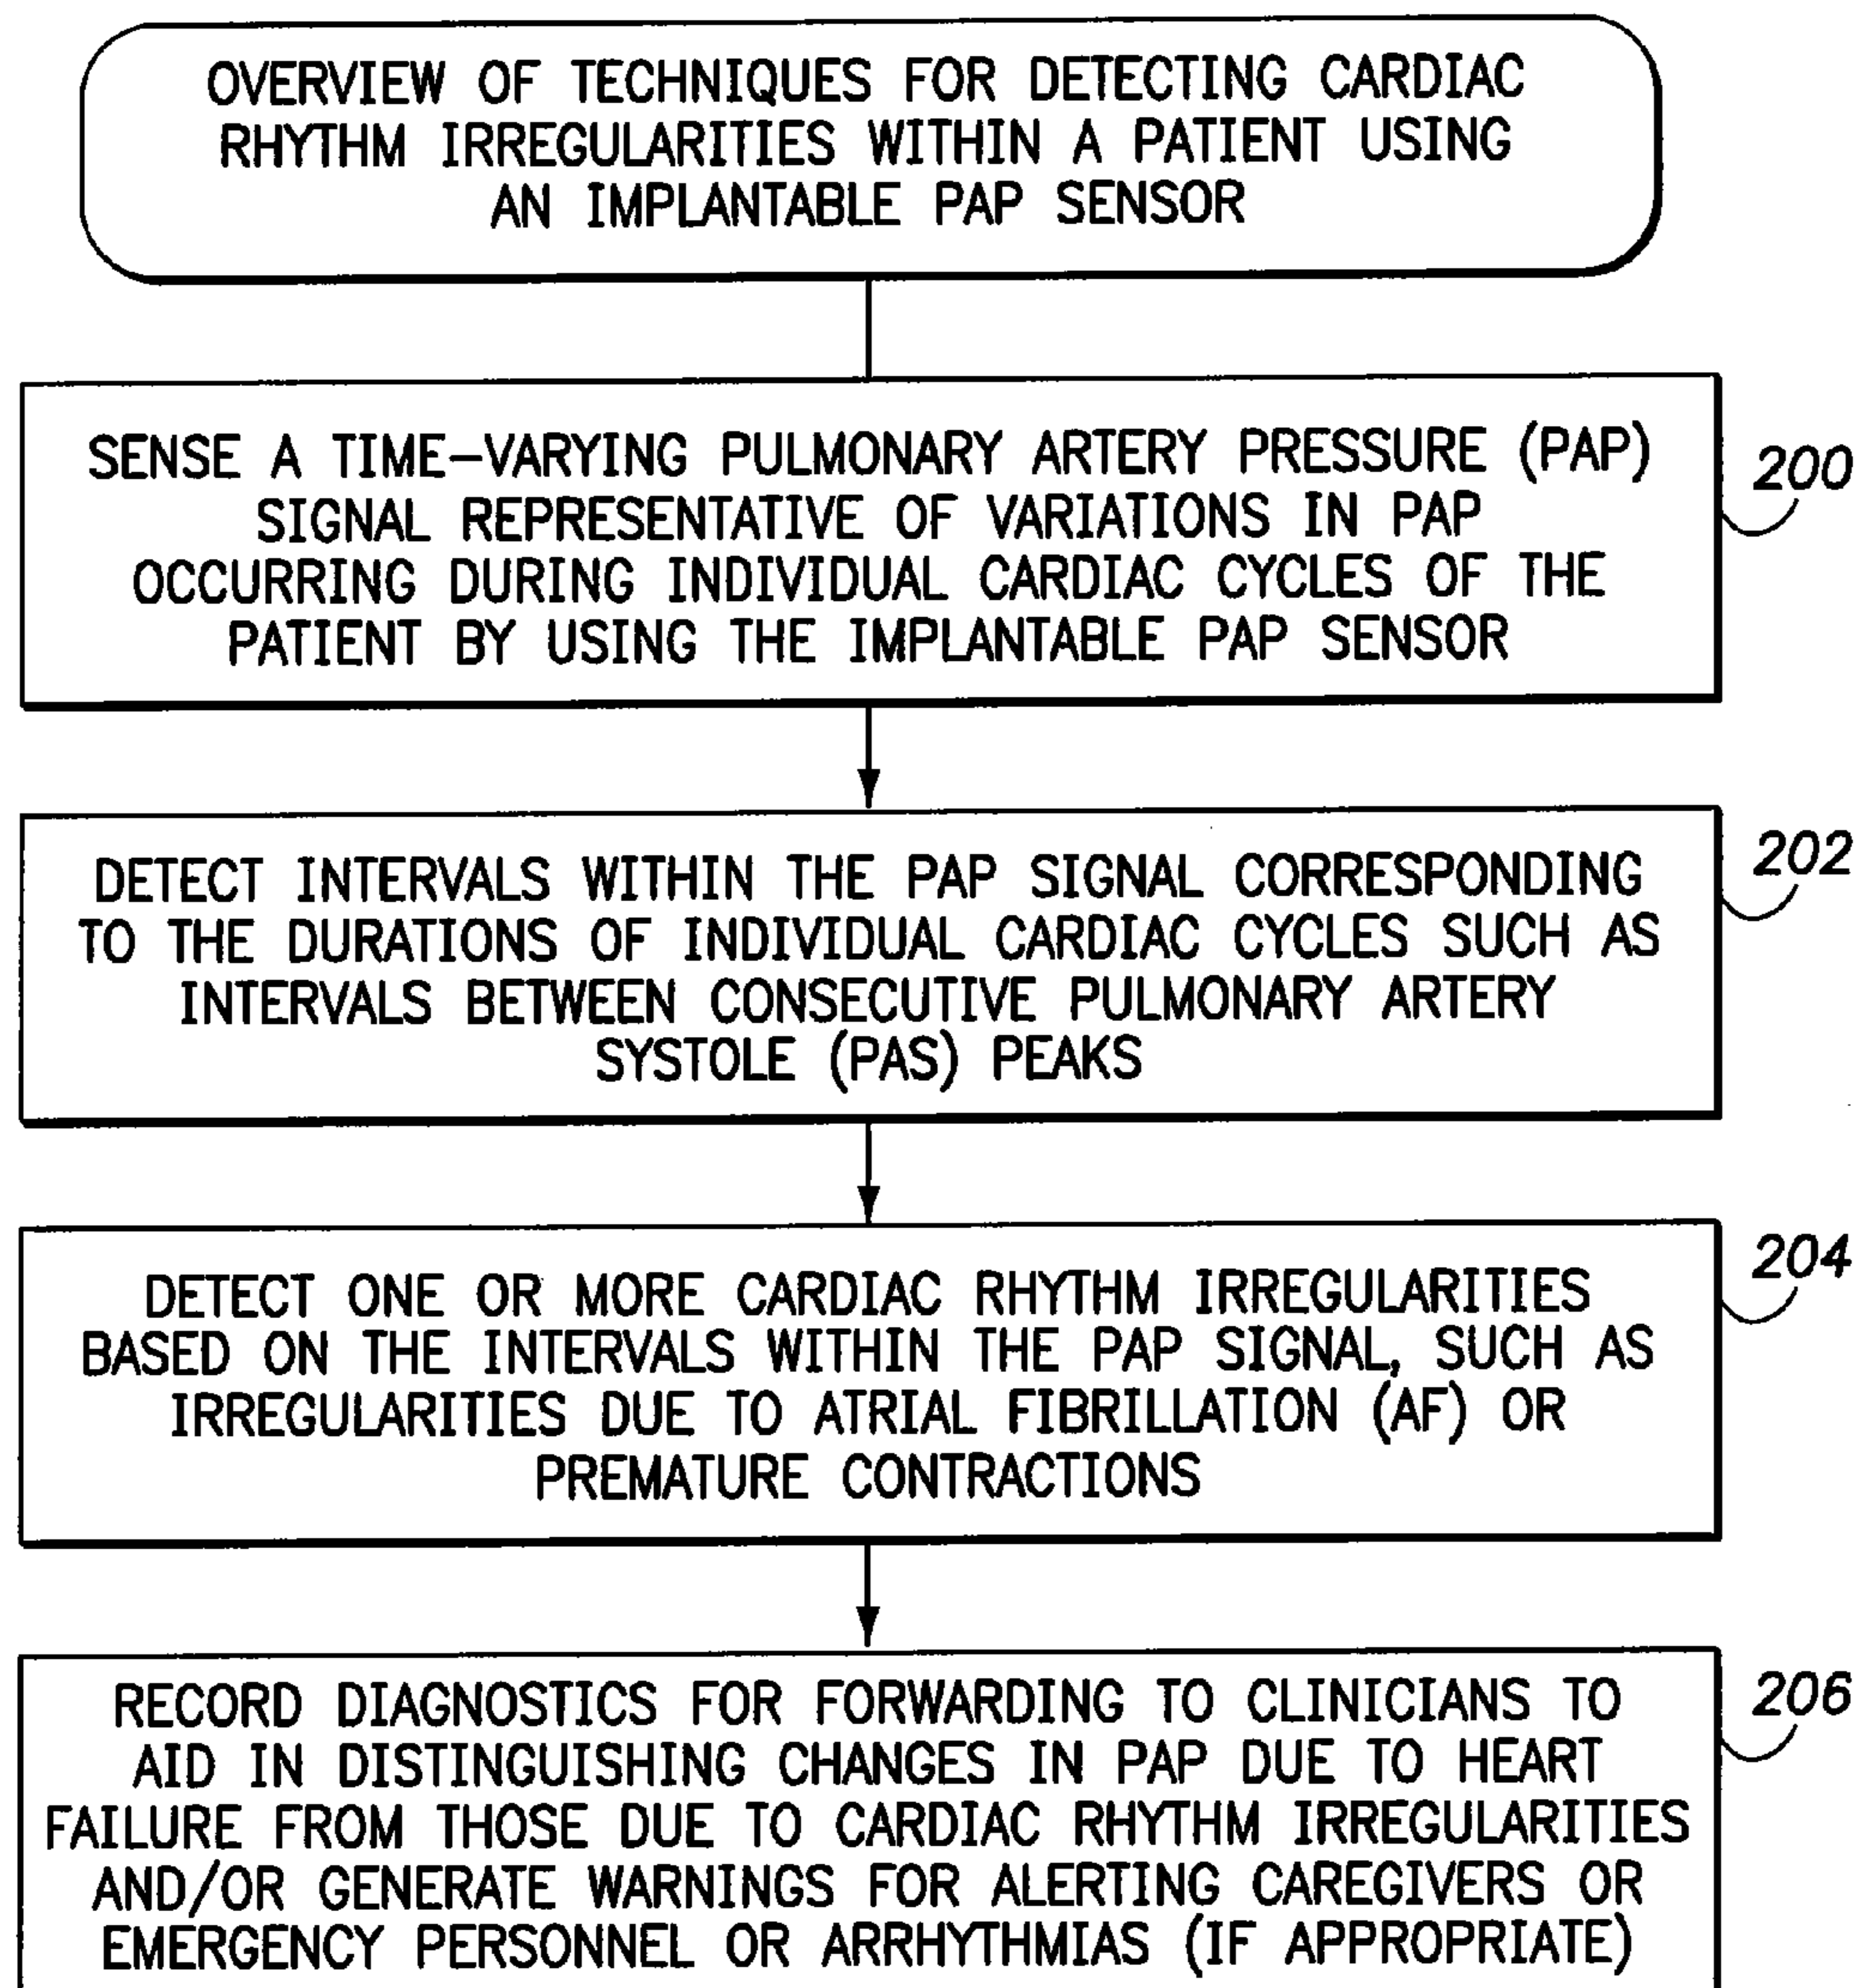 OVERVIEW OF TECHNIQUES FOR DETECTING CARDIAC
RHYTHM IRREGULARITIES WITHIN A PATIENT USING
AN IMPLANTABLE PAP SENSOR
SENSE A TIME-VARYING PULMONARY ARTERY PRESSURE (PAP)
SIGNAL REPRESENTATIVE OF VARIATIONS IN PAP
OCCURRING DURING INDIVIDUAL CARDIAC CYCLES OF THE
PATIENT BY USING THE IMPLANTABLE PAP SENSOR
200
DETECT INTERVALS WITHIN THE PAP SIGNAL CORRESPONDING
TO THE DURATIONS OF INDIVIDUAL CARDIAC CYCLES SUCH AS
INTERVALS BETWEEN CONSECUTIVE PULMONARY ARTERY
SYSTOLE (PAS) PEAKS
202
DETECT ONE OR MORE CARDIAC RHYTHM IRREGULARITIES
BASED ON THE INTERVALS WITHIN THE PAP SIGNAL, SUCH AS
IRREGULARITIES DUE TO ATRIAL FIBRILLATION (AF) OR
PREMATURE CONTRACTIONS
204
RECORD DIAGNOSTICS FOR FORWARDING TO CLINICIANS TO
AID IN DISTINGUISHING CHANGES IN PAP DUE TO HEART
FAILURE FROM THOSE DUE TO CARDIAC RHYTHM IRREGULARITIES
AND/OR GENERATE WARNINGS FOR ALERTING CAREGIVERS OR
EMERGENCY PERSONNEL OR ARRHYTHMIAS (IF APPROPRIATE)
206